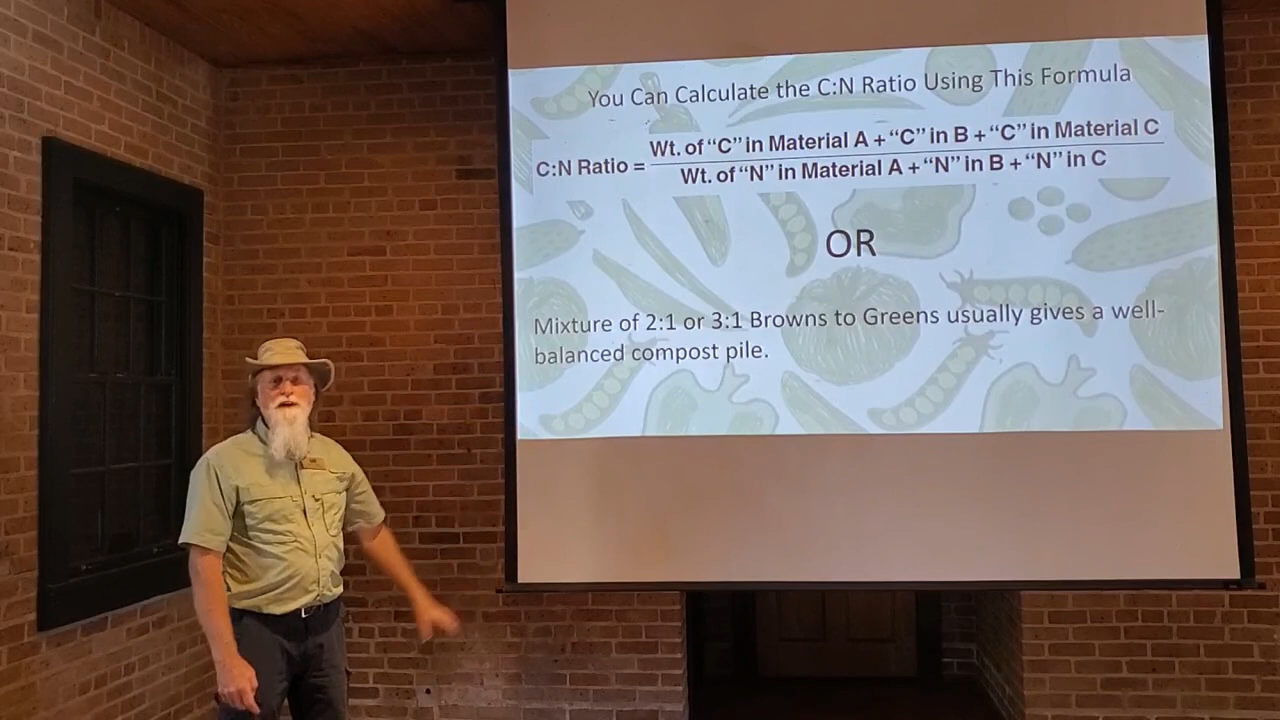 You Can Calculate the C:N Ratio Using This Formula
C:N Ratio =
Wt. of “C” in Material A + “C” in B + “C” in Material C
Wt. of “N” in Material A + “N” in B + “N” in C
OR
Mixture of 2:1 or 3:1 Browns to Greens usually gives a well-
balanced compost pile.